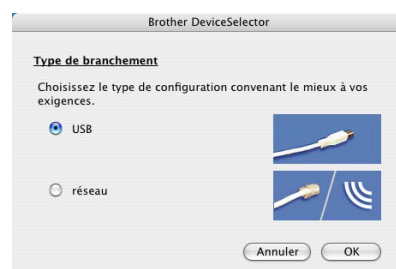 Brother DeviceSelector
Type de branchement
Choisissez le type de configuration convenant le mieux à vos
exigences.
USB
réseau
Annuler OK